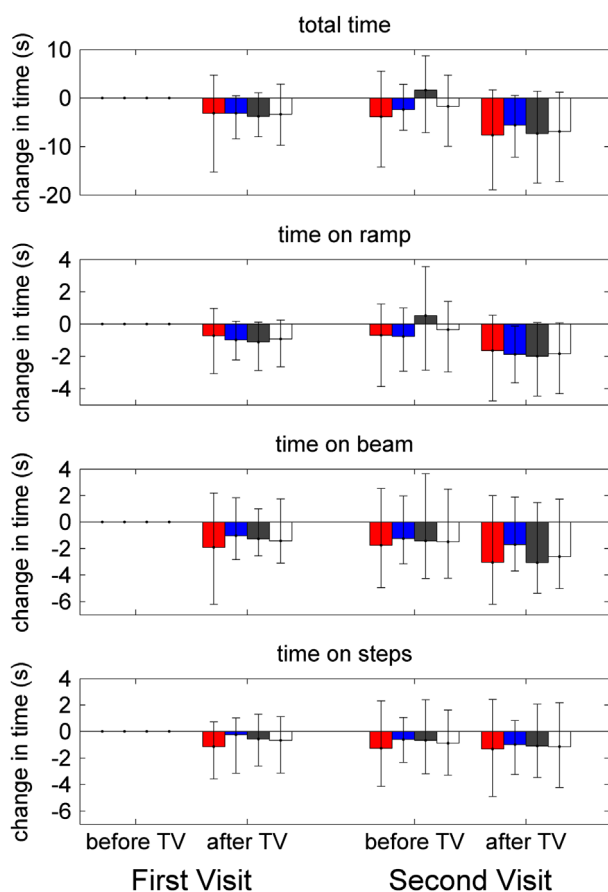 total time
change in time (s)
10
0
-10
-20
time on ramp
change in time (s)
4
2
0
-2
-4
time on beam
change in time (s)
4
2
0
-2
-4
-6
time on steps
change in time (s)
4
2
0
-2
-4
-6
before TV after TV before TV after TV
First Visit Second Visit